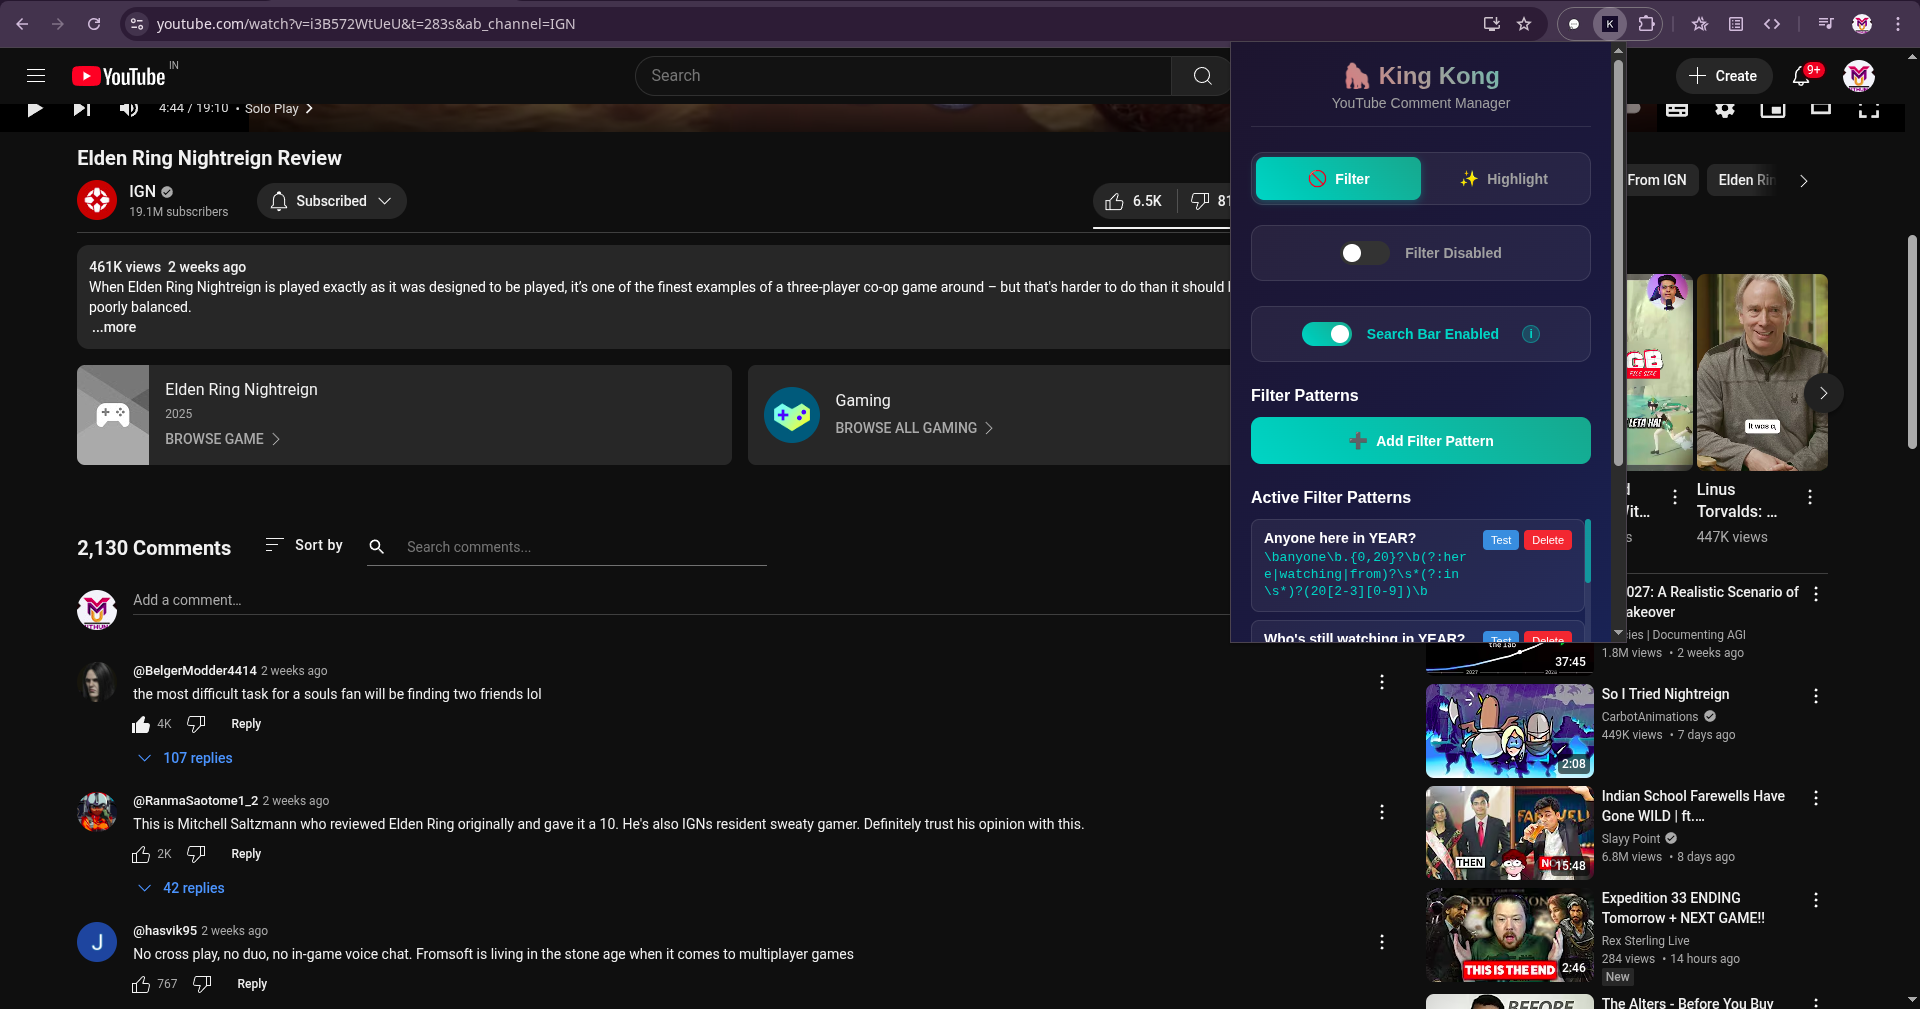 youtube.com/watch?v=i3B572WtUeU&t=283s&ab_channel=IGN
K
YouTube
IN
Search
Create
9+
4:44 / 19:10 • Solo Play
Elden Ring Nightreign Review
IGN
19.1M subscribers
Subscribed
6.5K
81
461K views 2 weeks ago
When Elden Ring Nightreign is played exactly as it was designed to be played, it's one of the finest examples of a three-player co-op game around – but that's harder to do than it should
poorly balanced.
...more
Elden Ring Nightreign
2025
BROWSE GAME
Gaming
BROWSE ALL GAMING
2,130 Comments
Sort by
Search comments...
Add a comment...
@BelgerModder4414 2 weeks ago
the most difficult task for a souls fan will be finding two friends lol
4K
Reply
107 replies
@RanmaSaotome1_2 2 weeks ago
This is Mitchell Saltzmann who reviewed Elden Ring originally and gave it a 10. He's also IGNs resident sweaty gamer. Definitely trust his opinion with this.
2K
Reply
42 replies
J
@hasvik95 2 weeks ago
No cross play, no duo, no in-game voice chat. Fromsoft is living in the stone age when it comes to multiplayer games
767
Reply
King Kong
YouTube Comment Manager
Filter
Highlight
Filter Disabled
Search Bar Enabled
i
Filter Patterns
Add Filter Pattern
Active Filter Patterns
Anyone here in YEAR?
Test
Delete
\banyone\b.{0,20}?\b(?:her
e|watching|from)?\s*(?:in
\s*)?(20[2-3][0-9])\b
Who's still watching in YEAR?
Test
Delete
From IGN
Elden Rin
GB
FILE SIZE
LETA HAI
It was a,
Vit...
Linus
Torvalds: ...
447K views
027: A Realistic Scenario of
akeover
cies | Documenting AGI
1.8M views • 2 weeks ago
37:45
So I Tried Nightreign
CarbotAnimations
449K views • 7 days ago
2:08
Indian School Farewells Have
Gone WILD | ft....
Slayy Point
6.8M views • 8 days ago
FAREWELL
THEN
NO
15:48
Expedition 33 ENDING
Tomorrow + NEXT GAME!!
Rex Sterling Live
284 views • 14 hours ago
New
THIS IS THE END
2:46
BEFORE
The Alters - Before You Buy